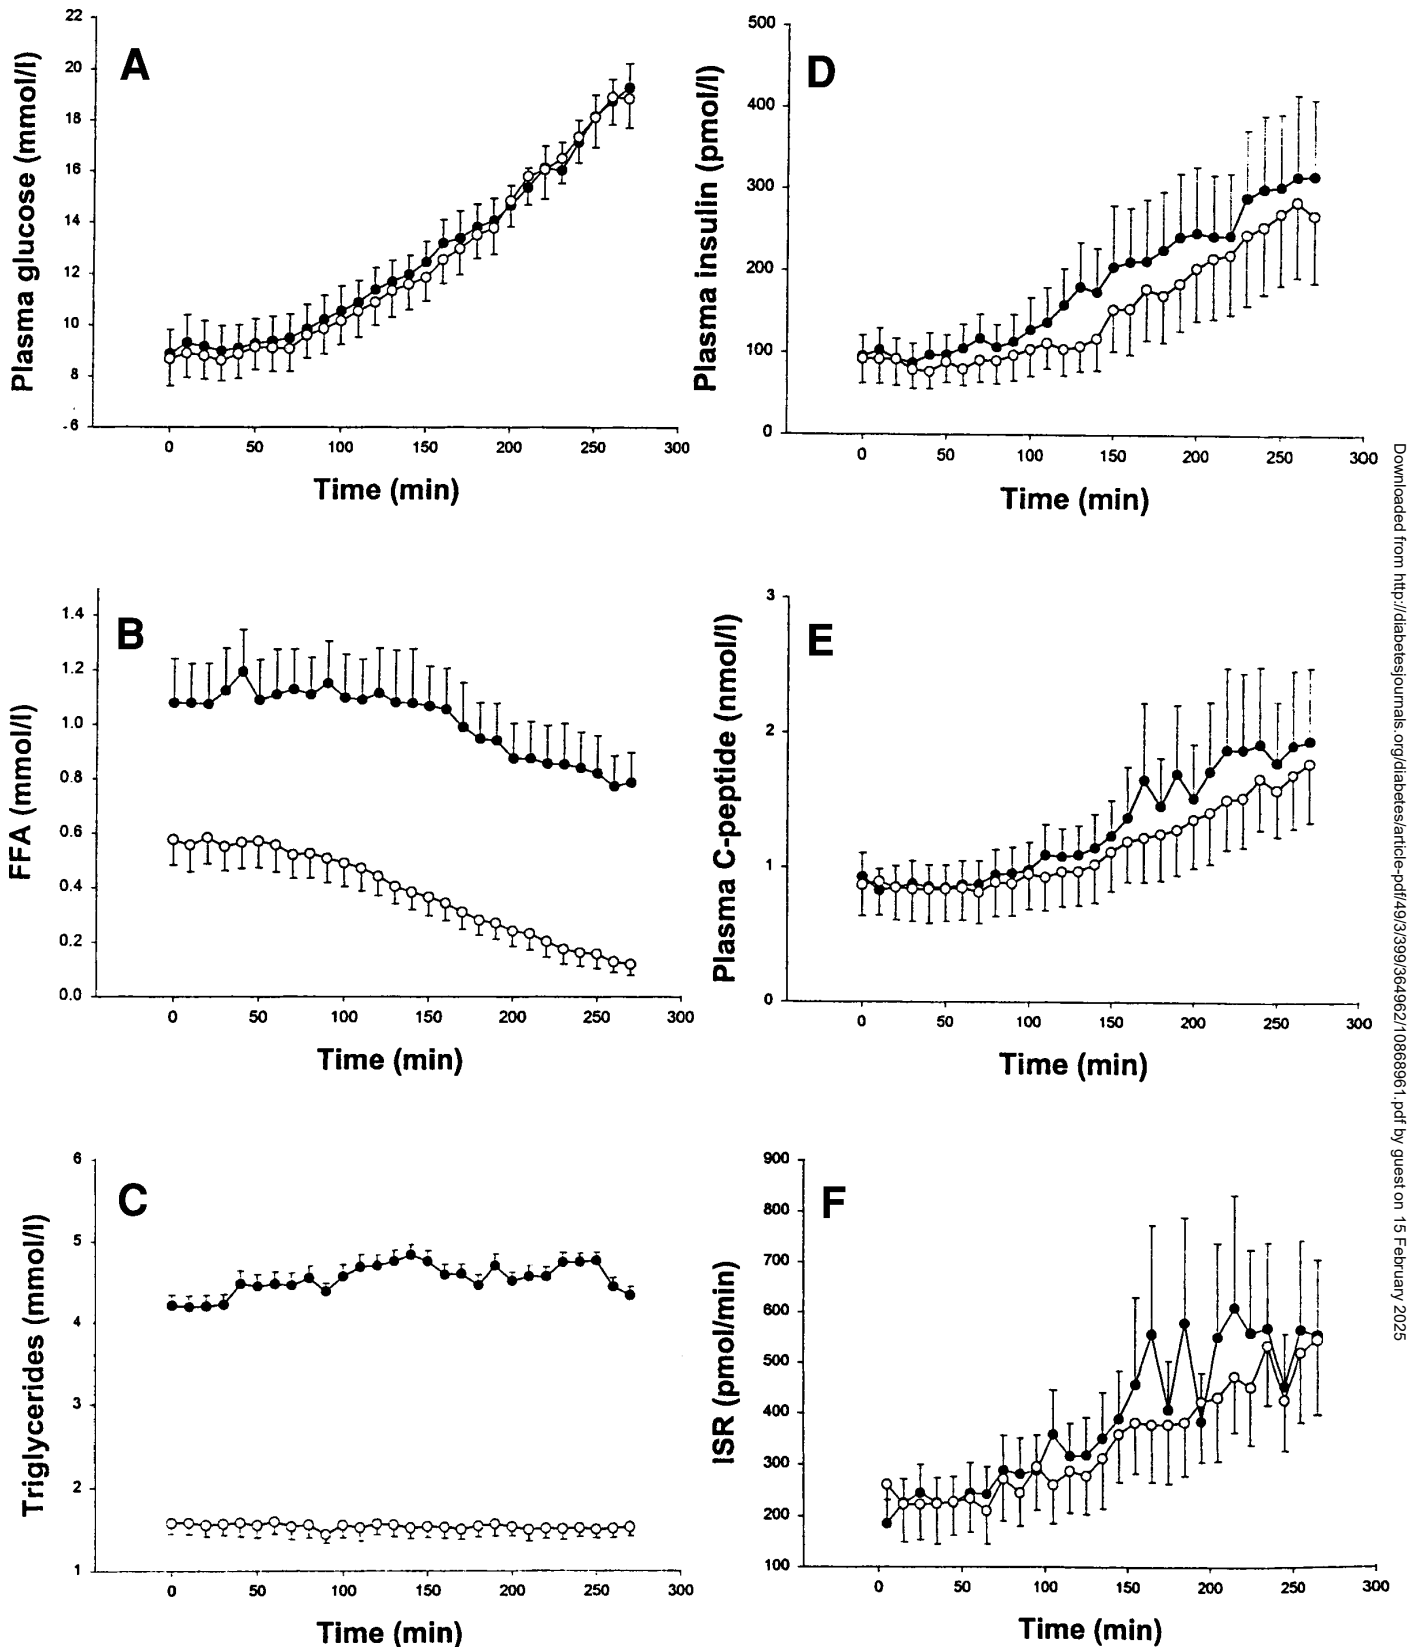 A
Plasma glucose (mmol/l)
22
20
18
16
14
12
10
8
6
0 50 100 150 200 250 300
Time (min)
D
Plasma insulin (pmol/l)
500
400
300
200
100
0
0 50 100 150 200 250 300
Time (min)
B
FFA (mmol/l)
1.4
1.2
1.0
0.8
0.6
0.4
0.2
0.0
0 50 100 150 200 250 300
Time (min)
E
Plasma C-peptide (nmol/l)
3
2
1
0
0 50 100 150 200 250 300
Time (min)
C
Triglycerides (mmol/l)
6
5
4
3
2
1
0 50 100 150 200 250 300
Time (min)
F
ISR (pmol/min)
900
800
700
600
500
400
300
200
100
0 50 100 150 200 250 300
Time (min)
Downloaded from http://diabetesjournals.org/diabetes/article-pdf/49/3/399/364962/10868961.pdf by guest on 15 February 2025